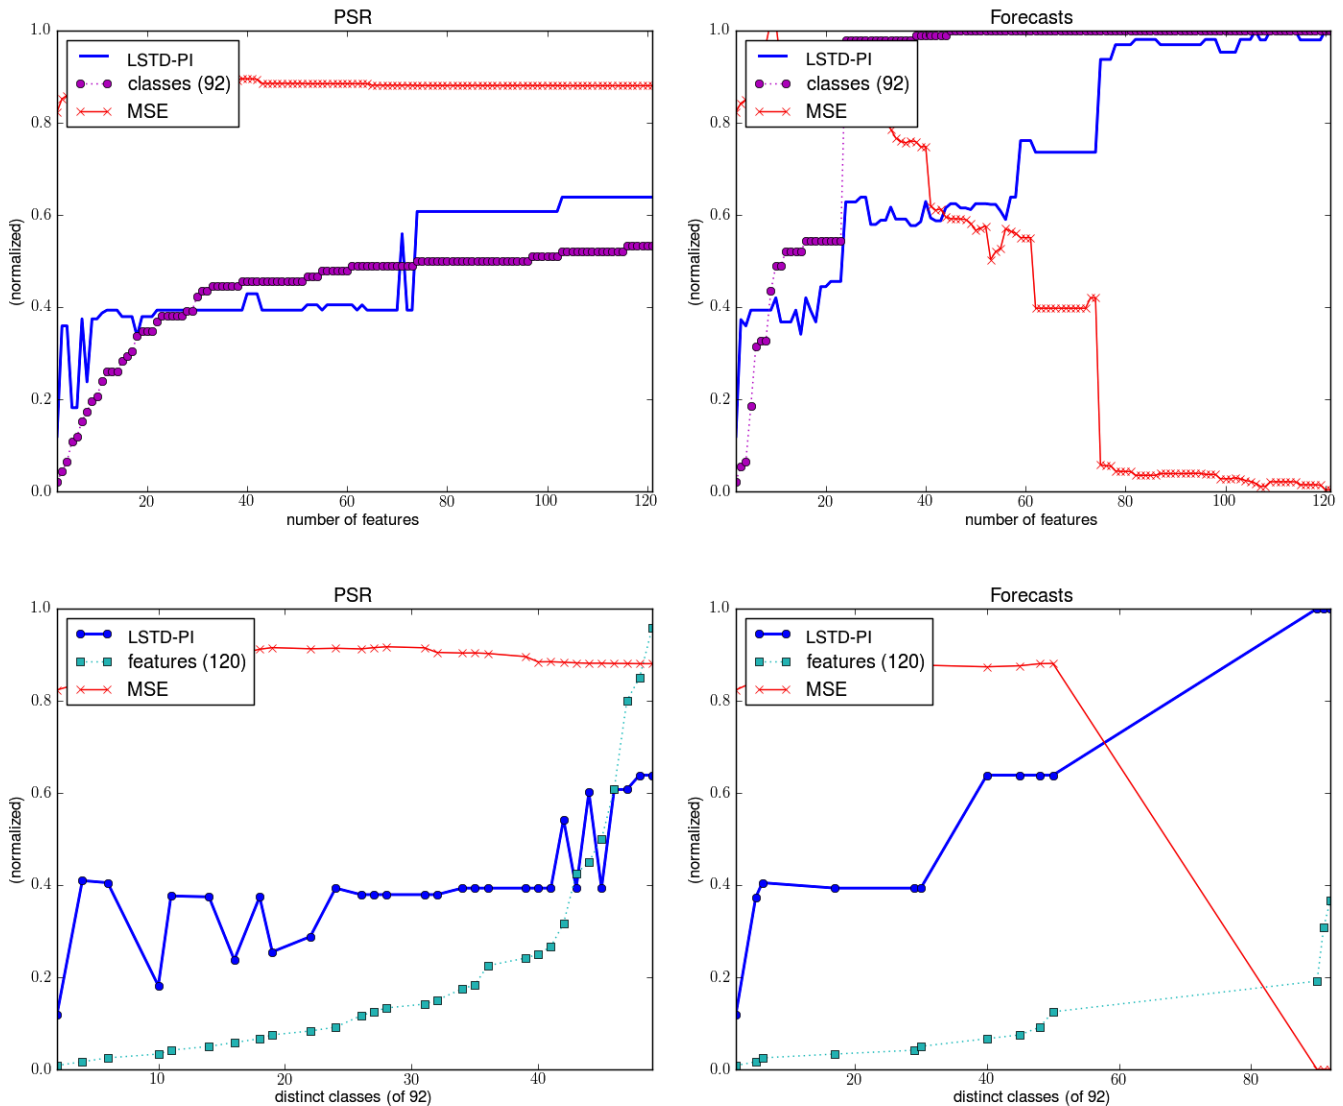 PSR
1.0
0.8
0.6
0.4
0.2
0.0
(normalized)
LSTD-PI
classes (92)
MSE
20 40 60 80 100 120
number of features
Forecasts
1.0
0.8
0.6
0.4
0.2
0.0
(normalized)
LSTD-PI
classes (92)
MSE
20 40 60 80 100 120
number of features
PSR
1.0
0.8
0.6
0.4
0.2
0.0
(normalized)
LSTD-PI
features (120)
MSE
10 20 30 40
distinct classes (of 92)
Forecasts
1.0
0.8
0.6
0.4
0.2
0.0
(normalized)
LSTD-PI
features (120)
MSE
20 40 60 80
distinct classes (of 92)